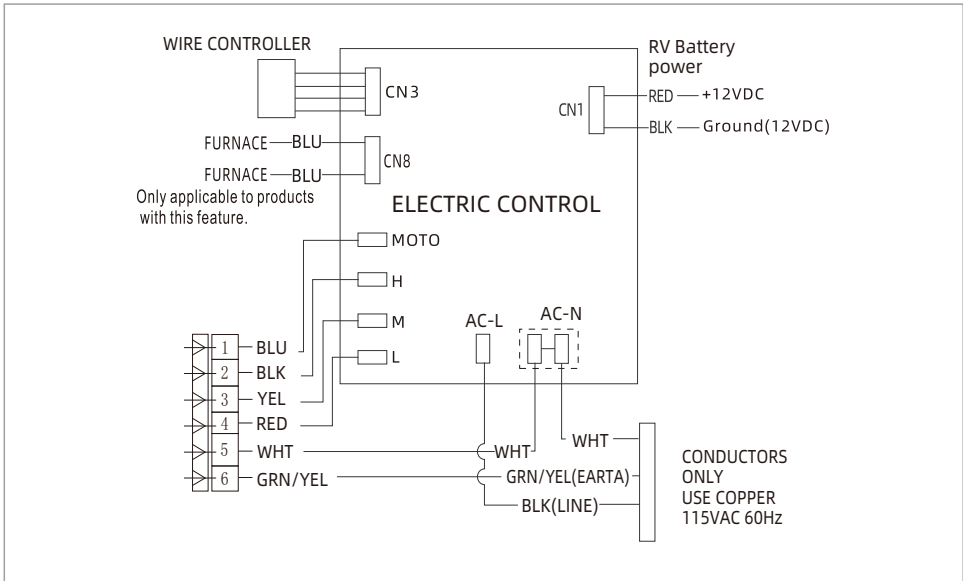 WIRE CONTROLLER
CN3
RV Battery
power
CN1
RED
+12VDC
BLK
Ground(12VDC)
FURNACE
BLU
CN8
FURNACE
BLU
Only applicable to products
with this feature.
ELECTRIC CONTROL
MOTO
H
M
L
AC-L
AC-N
1
BLU
2
BLK
3
YEL
4
RED
5
WHT
WHT
WHT
6
GRN/YEL
GRN/YEL(EARTA)
BLK(LINE)
CONDUCTORS
ONLY
USE COPPER
115VAC 60Hz